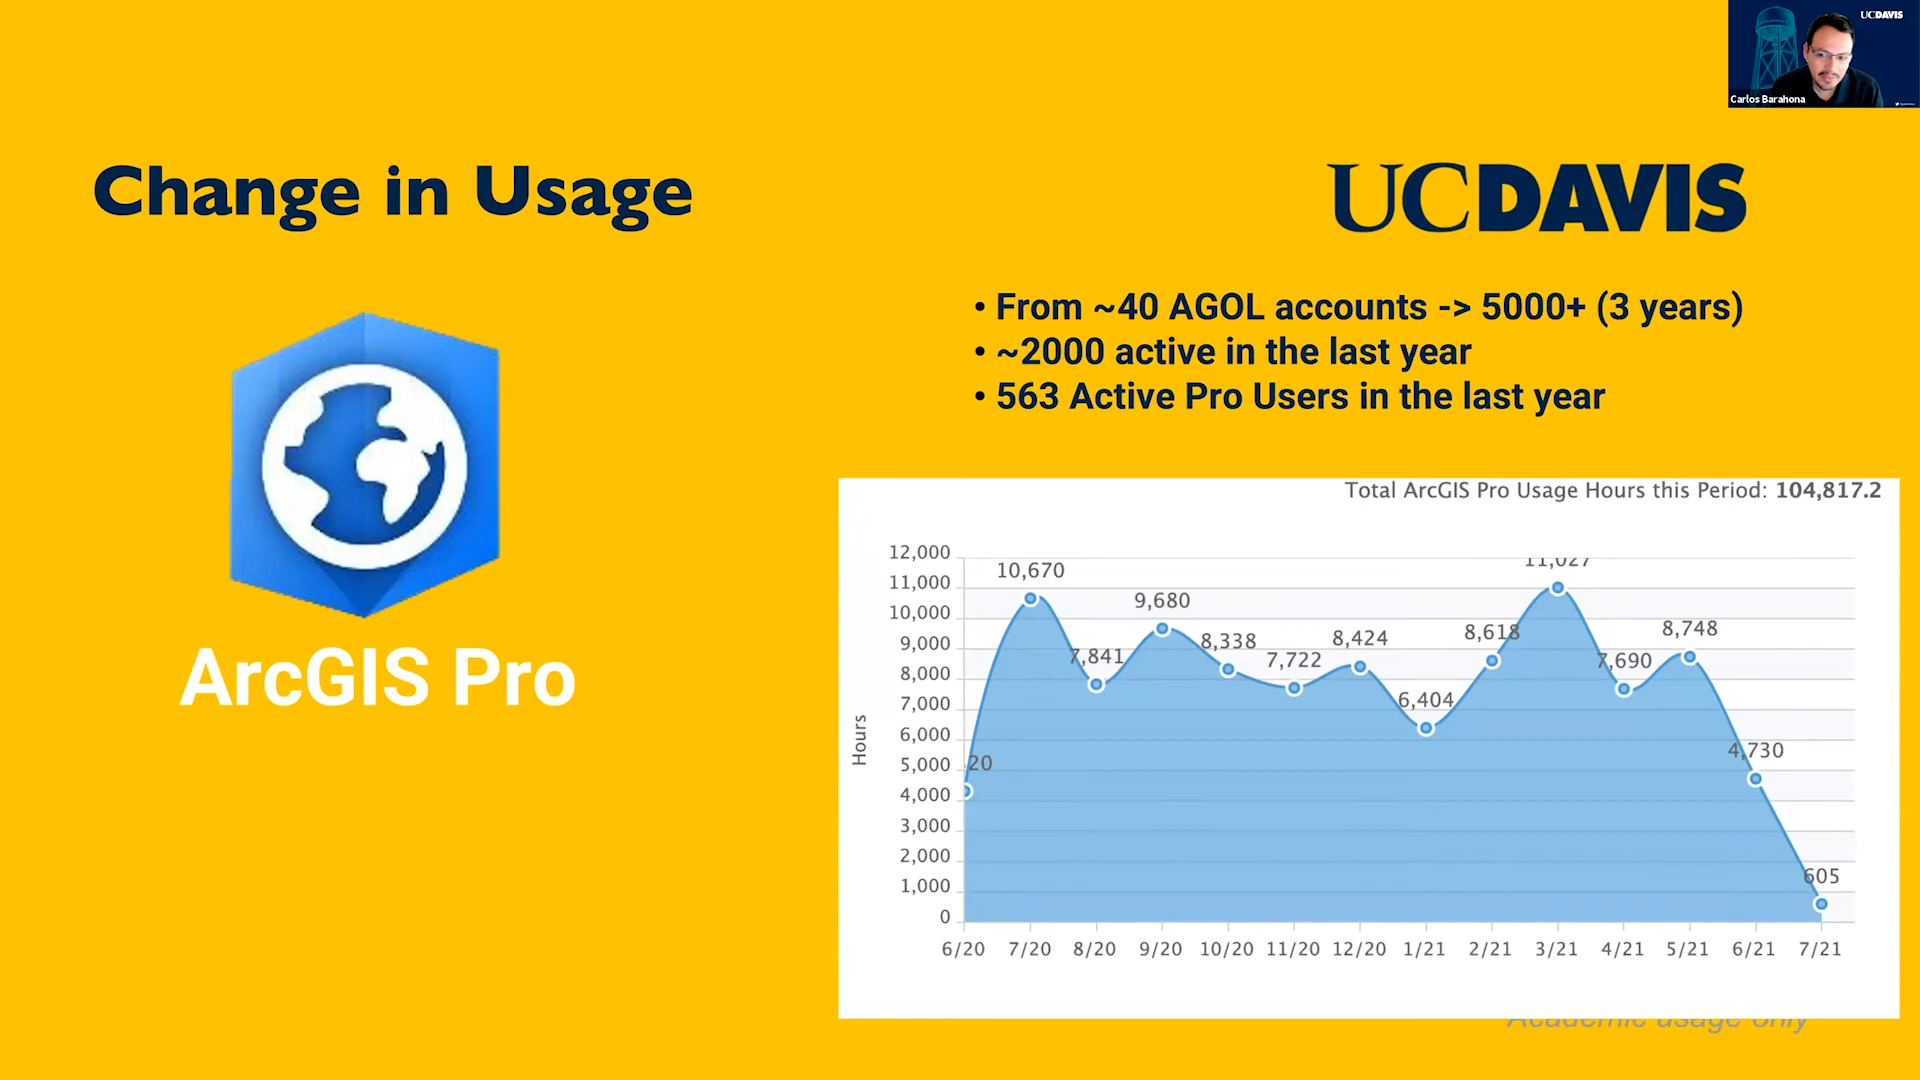 UCDAVIS
Carlos Barahona
Change in Usage
UCDAVIS
• From ~40 AGOL accounts -> 5000+ (3 years)
• ~2000 active in the last year
• 563 Active Pro Users in the last year
ArcGIS Pro
Total ArcGIS Pro Usage Hours this Period: 104,817.2
Hours
12,000
11,000
10,000
9,000
8,000
7,000
6,000
5,000
4,000
3,000
2,000
1,000
0
20
10,670
7,841
9,680
8,338
7,722
8,424
6,404
8,618
11,027
7,690
8,748
4,730
605
6/20 7/20 8/20 9/20 10/20 11/20 12/20 1/21 2/21 3/21 4/21 5/21 6/21 7/21
Academic usage only